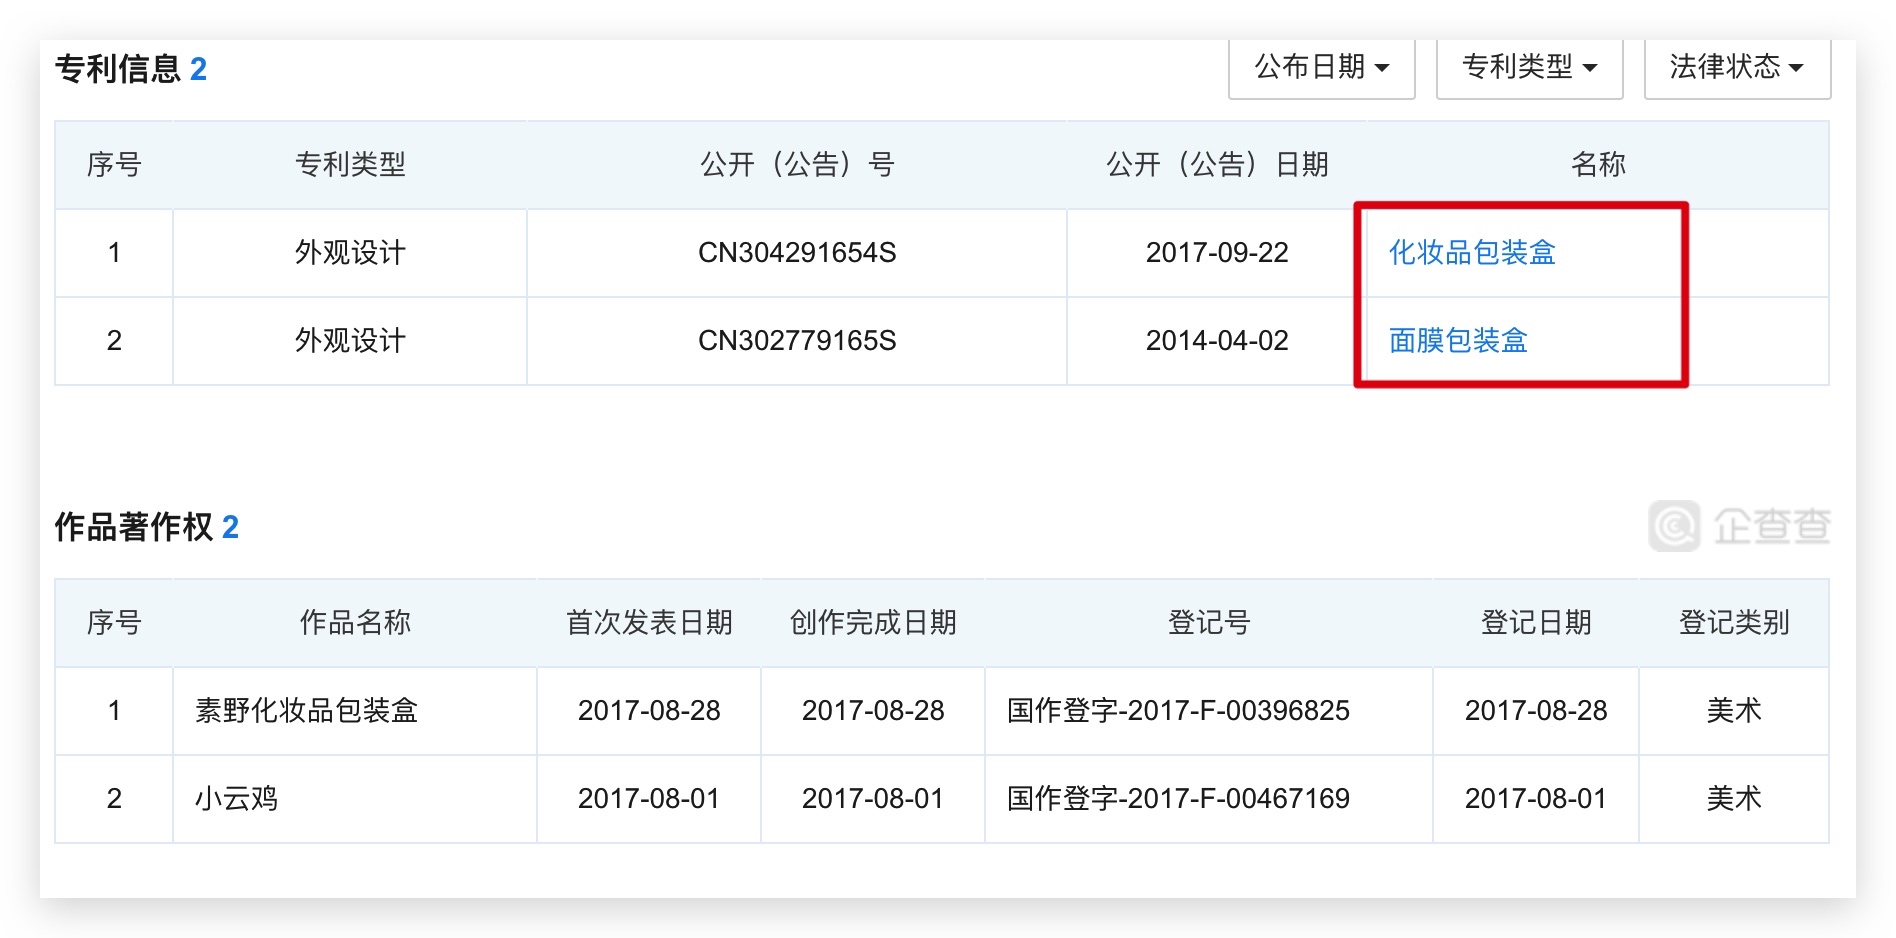 专利信息 2 公布日期 专利类型 法律状态
序号 专利类型 公开（公告）号 公开（公告）日期 名称
1 外观设计 CN304291654S 2017-09-22 化妆品包装盒
2 外观设计 CN302779165S 2014-04-02 面膜包装盒
作品著作权 2 企查查
序号 作品名称 首次发表日期 创作完成日期 登记号 登记日期 登记类别
1 素野化妆品包装盒 2017-08-28 2017-08-28 国作登字-2017-F-00396825 2017-08-28 美术
2 小云鸡 2017-08-01 2017-08-01 国作登字-2017-F-00467169 2017-08-01 美术